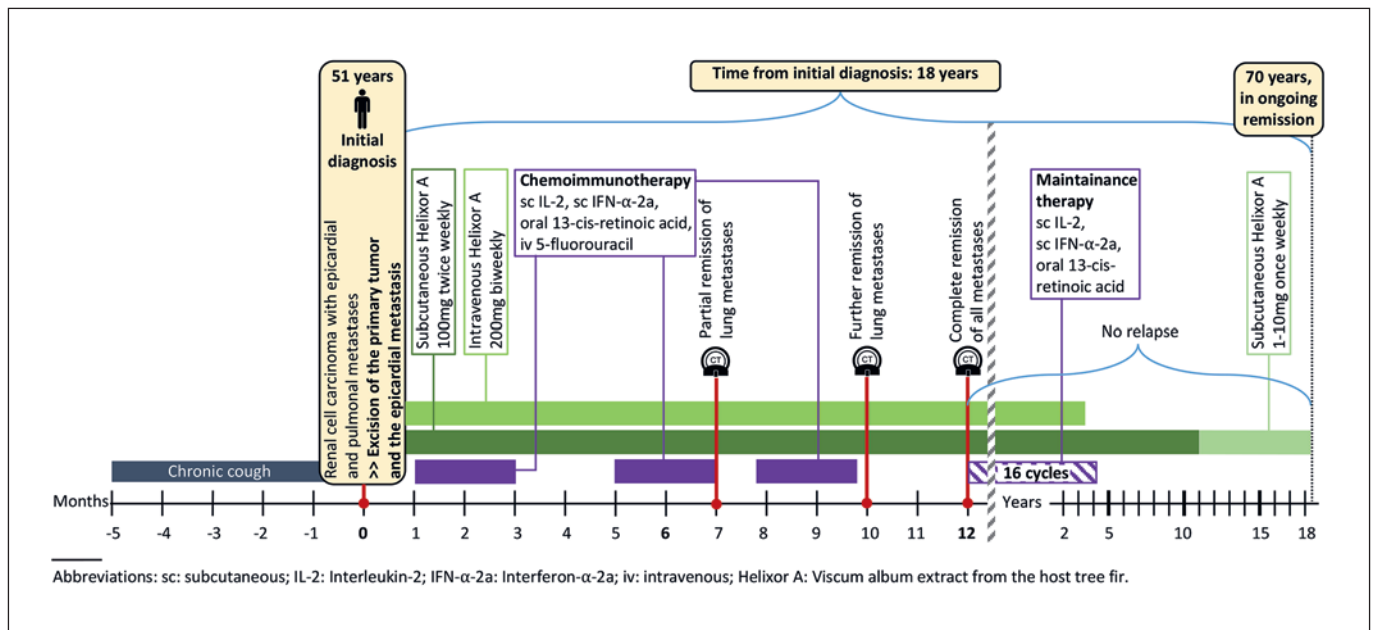 51 years
Initial
diagnosis
Renal cell carcinoma with epicardial
and pulmonal metastases
>> Excision of the primary tumor
and the epicardial metastasis
Time from initial diagnosis: 18 years
70 years,
in ongoing
remission
Subcutaneous Helixor A
100mg twice weekly
Intravenous Helixor A
200mg biweekly
Chemoimmunotherapy
sc IL-2, sc IFN-α-2a,
oral 13-cis-retinoic acid,
iv 5-fluorouracil
Partial remission of
lung metastases
CT
Further remission of
lung metastases
CT
Complete remission
of all metastases
CT
Maintainance
therapy
sc IL-2,
sc IFN-α-2a,
oral 13-cis-
retinoic acid
No relapse
Subcutaneous Helixor A
1-10mg once weekly
Chronic cough
16 cycles
Months
Years
-5 -4 -3 -2 -1 0 1 2 3 4 5 6 7 8 9 10 11 12 2 5 10 15 18
Abbreviations: sc: subcutaneous; IL-2: Interleukin-2; IFN-α-2a: Interferon-α-2a; iv: intravenous; Helixor A: Viscum album extract from the host tree fir.